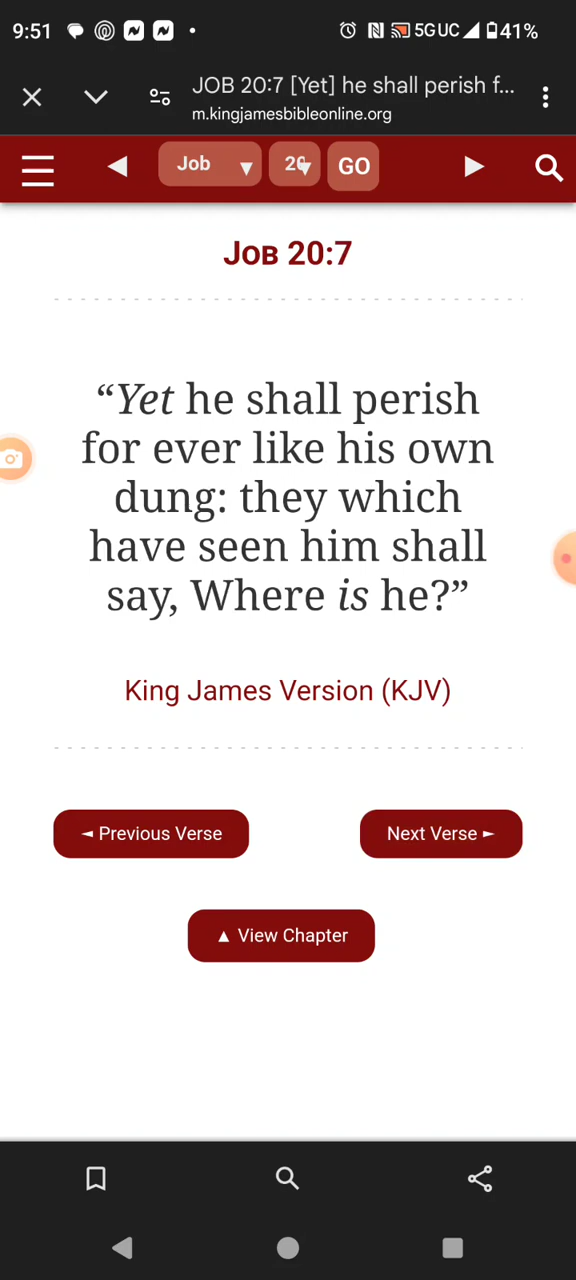 9:51 5GUC 41%
JOB 20:7 [Yet] he shall perish f...
m.kingjamesbibleonline.org
Job GO
JOB 20:7
“Yet he shall perish
for ever like his own
dung: they which
have seen him shall
say, Where is he?”
King James Version (KJV)
◄ Previous Verse Next Verse ►
▲ View Chapter